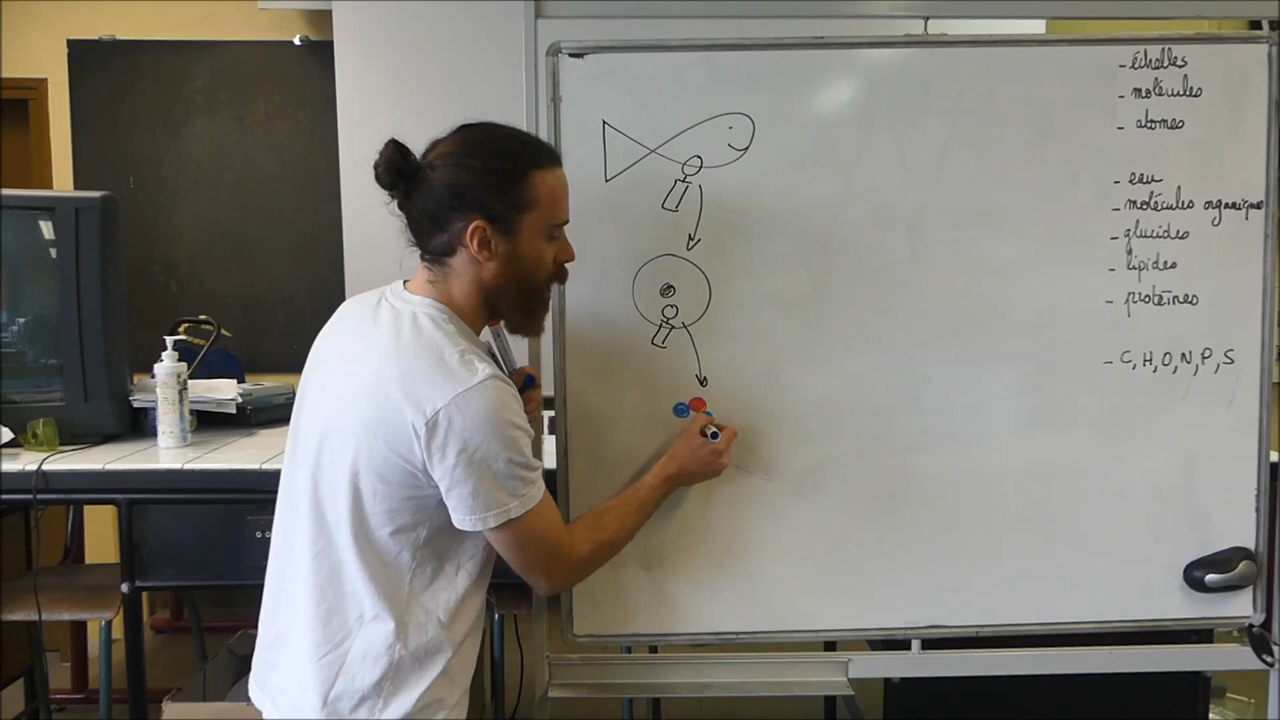 - échelles
- molécules
- atomes
- eau
- molécules organiques
- glucides
- lipides
- protéines
- C, H, O, N, P, S